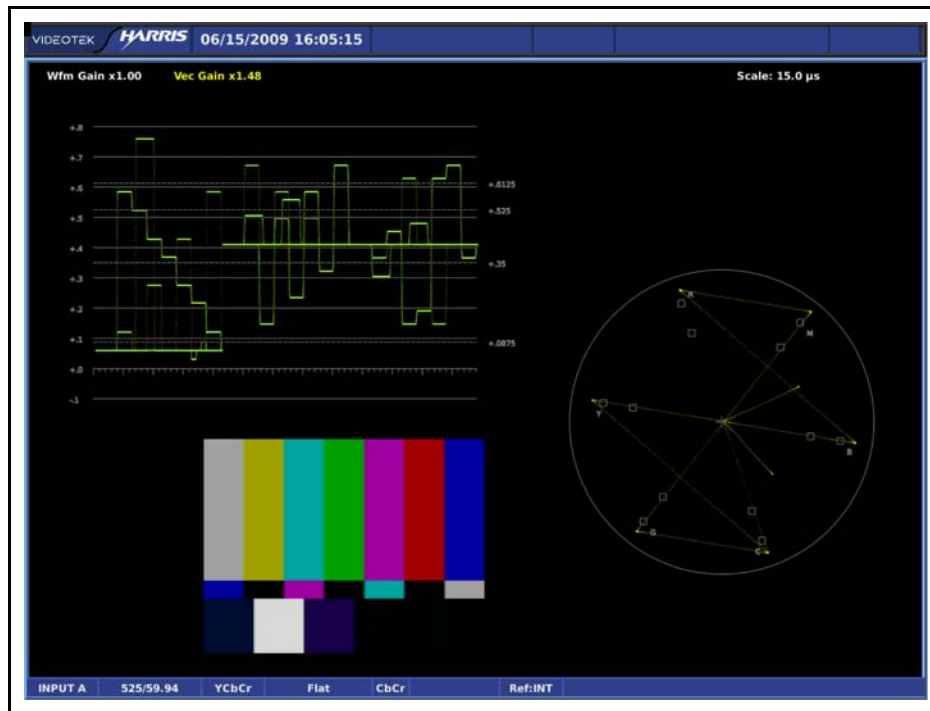 VIDEOTEK HARRIS 06/15/2009 16:05:15
Wfm Gain x1.00 Vec Gain x1.48 Scale: 15.0 µs
+.8
+.7
+.6
+.6125
+.5
+.525
+.4
+.35
+.3
+.2
+.1
+.0875
+.0
-.1
R
M
Y
B
G
C
INPUT A 525/59.94 YCbCr Flat CbCr Ref:INT